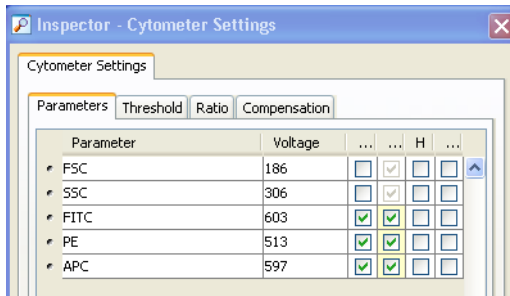 Inspector - Cytometer Settings
Cytometer Settings
Parameters Threshold Ratio Compensation
Parameter Voltage ... ... H ...
FSC 186
SSC 306
FITC 603
PE 513
APC 597